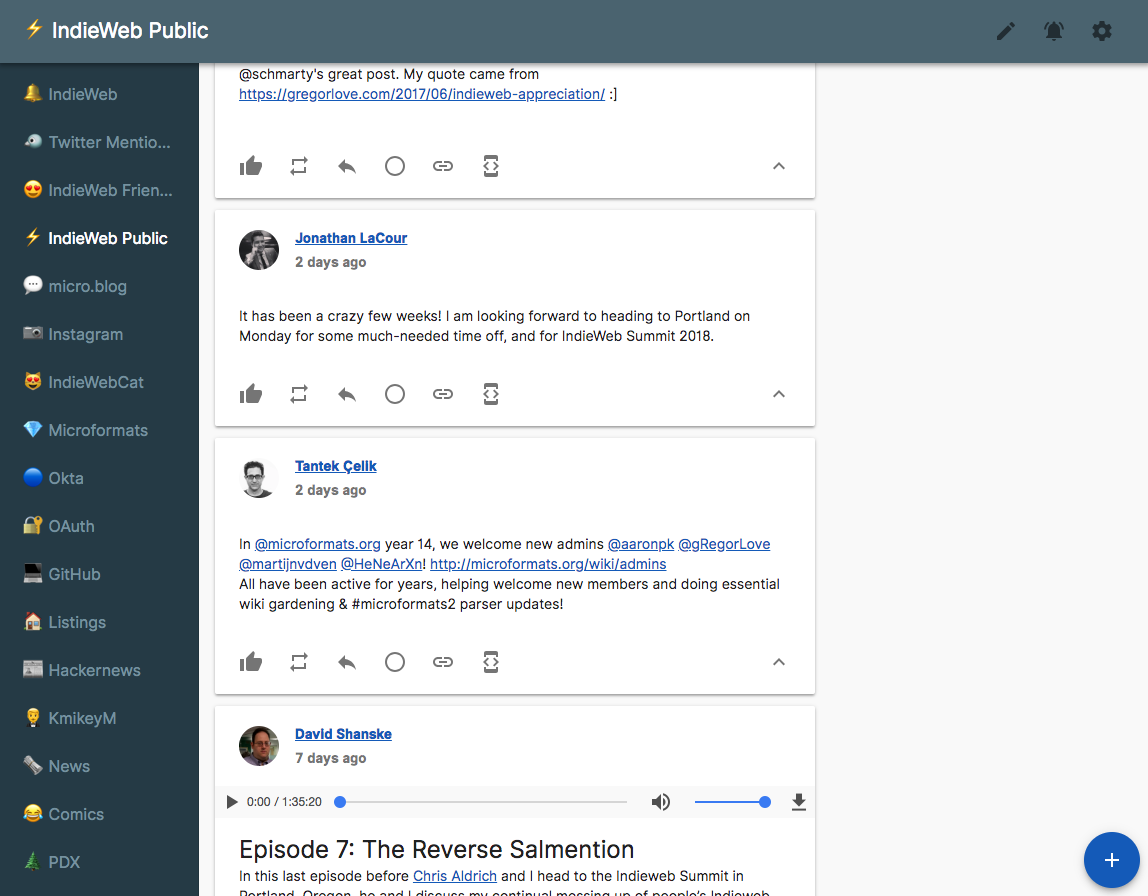 IndieWeb Public
IndieWeb
Twitter Mentio...
IndieWeb Frien...
IndieWeb Public
micro.blog
Instagram
IndieWebCat
Microformats
Okta
OAuth
GitHub
Listings
Hackernews
KmikeyM
News
Comics
PDX
@schmarty's great post. My quote came from
https://gregorlove.com/2017/06/indieweb-appreciation/ :]
Jonathan LaCour
2 days ago
It has been a crazy few weeks! I am looking forward to heading to Portland on
Monday for some much-needed time off, and for IndieWeb Summit 2018.
Tantek Çelik
2 days ago
In @microformats.org year 14, we welcome new admins @aaronpk @gRegorLove
@martijnvdven @HeNeArXn! http://microformats.org/wiki/admins
All have been active for years, helping welcome new members and doing essential
wiki gardening & #microformats2 parser updates!
David Shanske
7 days ago
0:00 / 1:35:20
Episode 7: The Reverse Salmention
In this last episode before Chris Aldrich and I head to the Indieweb Summit in
Portland, Oregon, he and I discuss my continual messing up of people's Indieweb